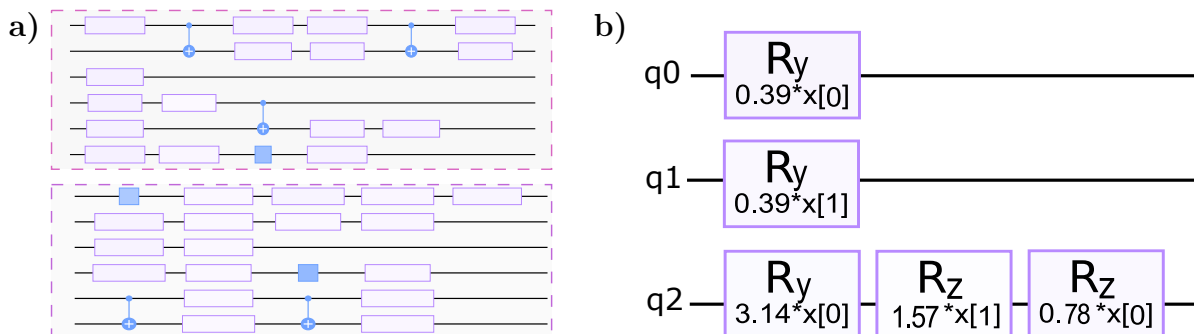 a)
b)
q0
Ry
0.39*x[0]
q1
Ry
0.39*x[1]
q2
Ry
3.14*x[0]
Rz
1.57*x[1]
Rz
0.78*x[0]